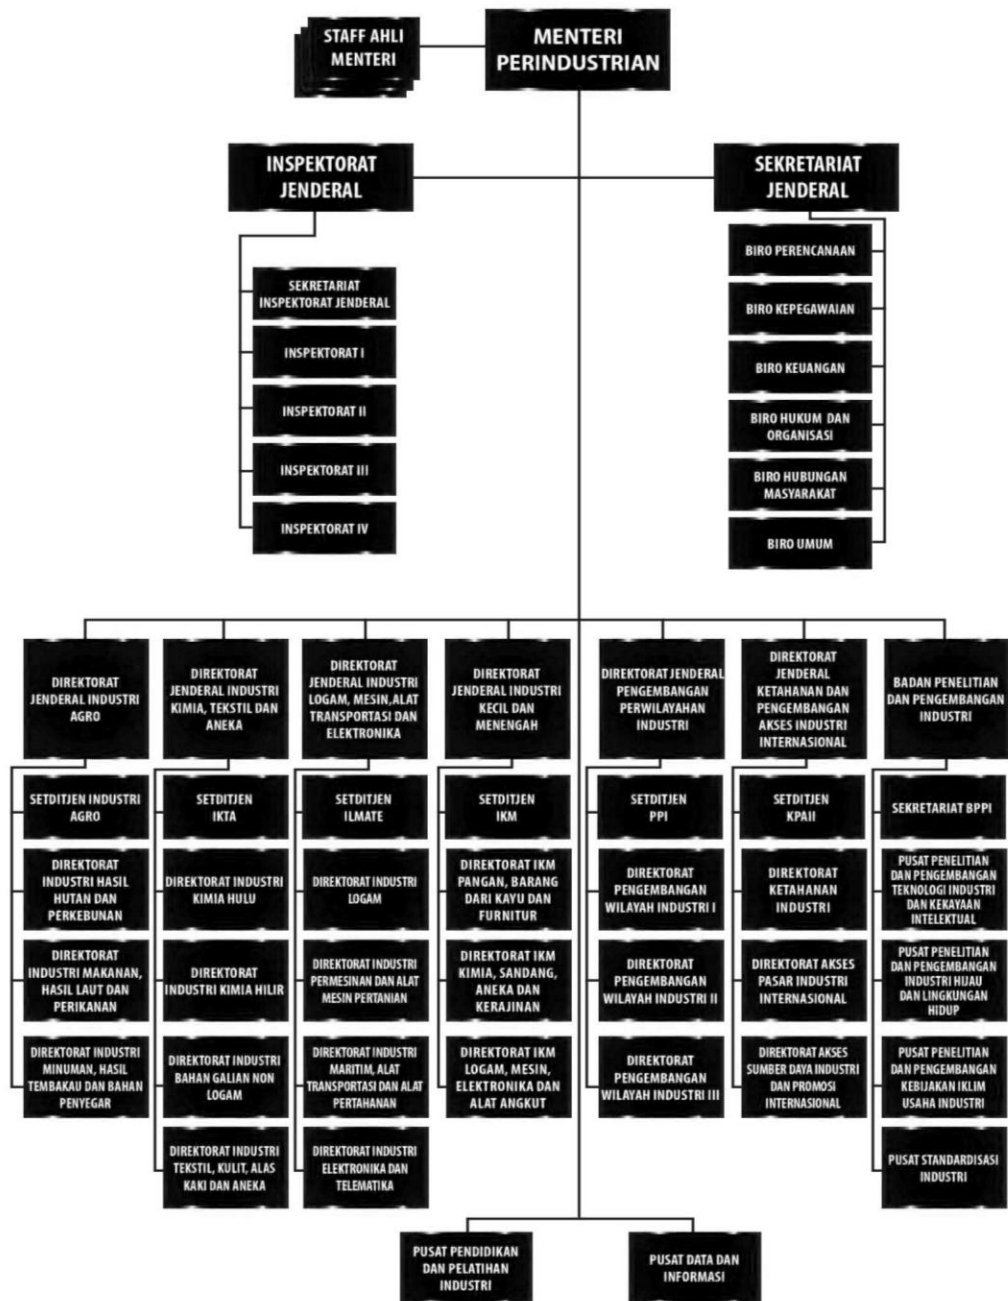 STAFF AHLI
MENTERI
MENTERI
PERINDUSTRIAN
INSPEKTORAT
JENDERAL
SEKRETARIAT
JENDERAL
SEKRETARIAT
INSPEKTORAT JENDERAL
INSPEKTORAT I
INSPEKTORAT II
INSPEKTORAT III
INSPEKTORAT IV
BIRO PERENCANAAN
BIRO KEPEGAWAIAN
BIRO KEUANGAN
BIRO HUKUM DAN
ORGANISASI
BIRO HUBUNGAN
MASYARAKAT
BIRO UMUM
DIREKTORAT
JENDERAL INDUSTRI
AGRO
SETDITJEN INDUSTRI
AGRO
DIREKTORAT
INDUSTRI HASIL
HUTAN DAN
PERKEBUNAN
DIREKTORAT
INDUSTRI MAKANAN,
HASIL LAUT DAN
PERIKANAN
DIREKTORAT INDUSTRI
MINUMAN, HASIL
TEMBAKAU DAN BAHAN
PENYEGAR
DIREKTORAT
JENDERAL INDUSTRI
KIMIA, TEKSTIL DAN
ANEKA
SETDITJEN
IKTA
DIREKTORAT INDUSTRI
KIMIA HULU
DIREKTORAT
INDUSTRI KIMIA HILIR
DIREKTORAT INDUSTRI
BAHAN GALIAN NON
LOGAM
DIREKTORAT INDUSTRI
TEKSTIL, KULIT, ALAS
KAKI DAN ANEKA
DIREKTORAT
JENDERAL INDUSTRI
LOGAM, MESIN,ALAT
TRANSPORTASI DAN
ELEKTRONIKA
SETDITJEN
ILMATE
DIREKTORAT INDUSTRI
LOGAM
DIREKTORAT INDUSTRI
PERMESINAN DAN ALAT
MESIN PERTANIAN
DIREKTORAT INDUSTRI
MARITIM, ALAT
TRANSPORTASI DAN ALAT
PERTAHANAN
DIREKTORAT INDUSTRI
ELEKTRONIKA DAN
TELEMATIKA
DIREKTORAT
JENDERAL INDUSTRI
KECIL DAN
MENENGAH
SETDITJEN
IKM
DIREKTORAT IKM
PANGAN, BARANG
DARI KAYU DAN
FURNITUR
DIREKTORAT IKM
KIMIA, SANDANG,
ANEKA DAN
KERAJINAN
DIREKTORAT IKM
LOGAM, MESIN,
ELEKTRONIKA DAN
ALAT ANGKUT
DIREKTORAT JENDERAL
PENGEMBANGAN
PERWILAYAHAN
INDUSTRI
SETDITJEN
PPI
DIREKTORAT
PENGEMBANGAN
WILAYAH INDUSTRI I
DIREKTORAT
PENGEMBANGAN
WILAYAH INDUSTRI II
DIREKTORAT
PENGEMBANGAN
WILAYAH INDUSTRI III
DIREKTORAT
JENDERAL
KETAHANAN DAN
PENGEMBANGAN
AKSES INDUSTRI
INTERNASIONAL
SETDITJEN
KPAII
DIREKTORAT
KETAHANAN
INDUSTRI
DIREKTORAT AKSES
PASAR INDUSTRI
INTERNASIONAL
DIREKTORAT AKSES
SUMBER DAYA INDUSTRI
DAN PROMOSI
INTERNASIONAL
BADAN PENELITIAN
DAN PENGEMBANGAN
INDUSTRI
SEKRETARIAT BPPI
PUSAT PENELITIAN
DAN PENGEMBANGAN
TEKNOLOGI INDUSTRI
DAN KEKAYAAN
INTELEKTUAL
PUSAT PENELITIAN
DAN PENGEMBANGAN
INDUSTRI HIJAU
DAN LINGKUNGAN
HIDUP
PUSAT PENELITIAN
DAN PENGEMBANGAN
KEBIJAKAN IKLIM
USAHA INDUSTRI
PUSAT STANDARDISASI
INDUSTRI
PUSAT PENDIDIKAN
DAN PELATIHAN
INDUSTRI
PUSAT DATA DAN
INFORMASI